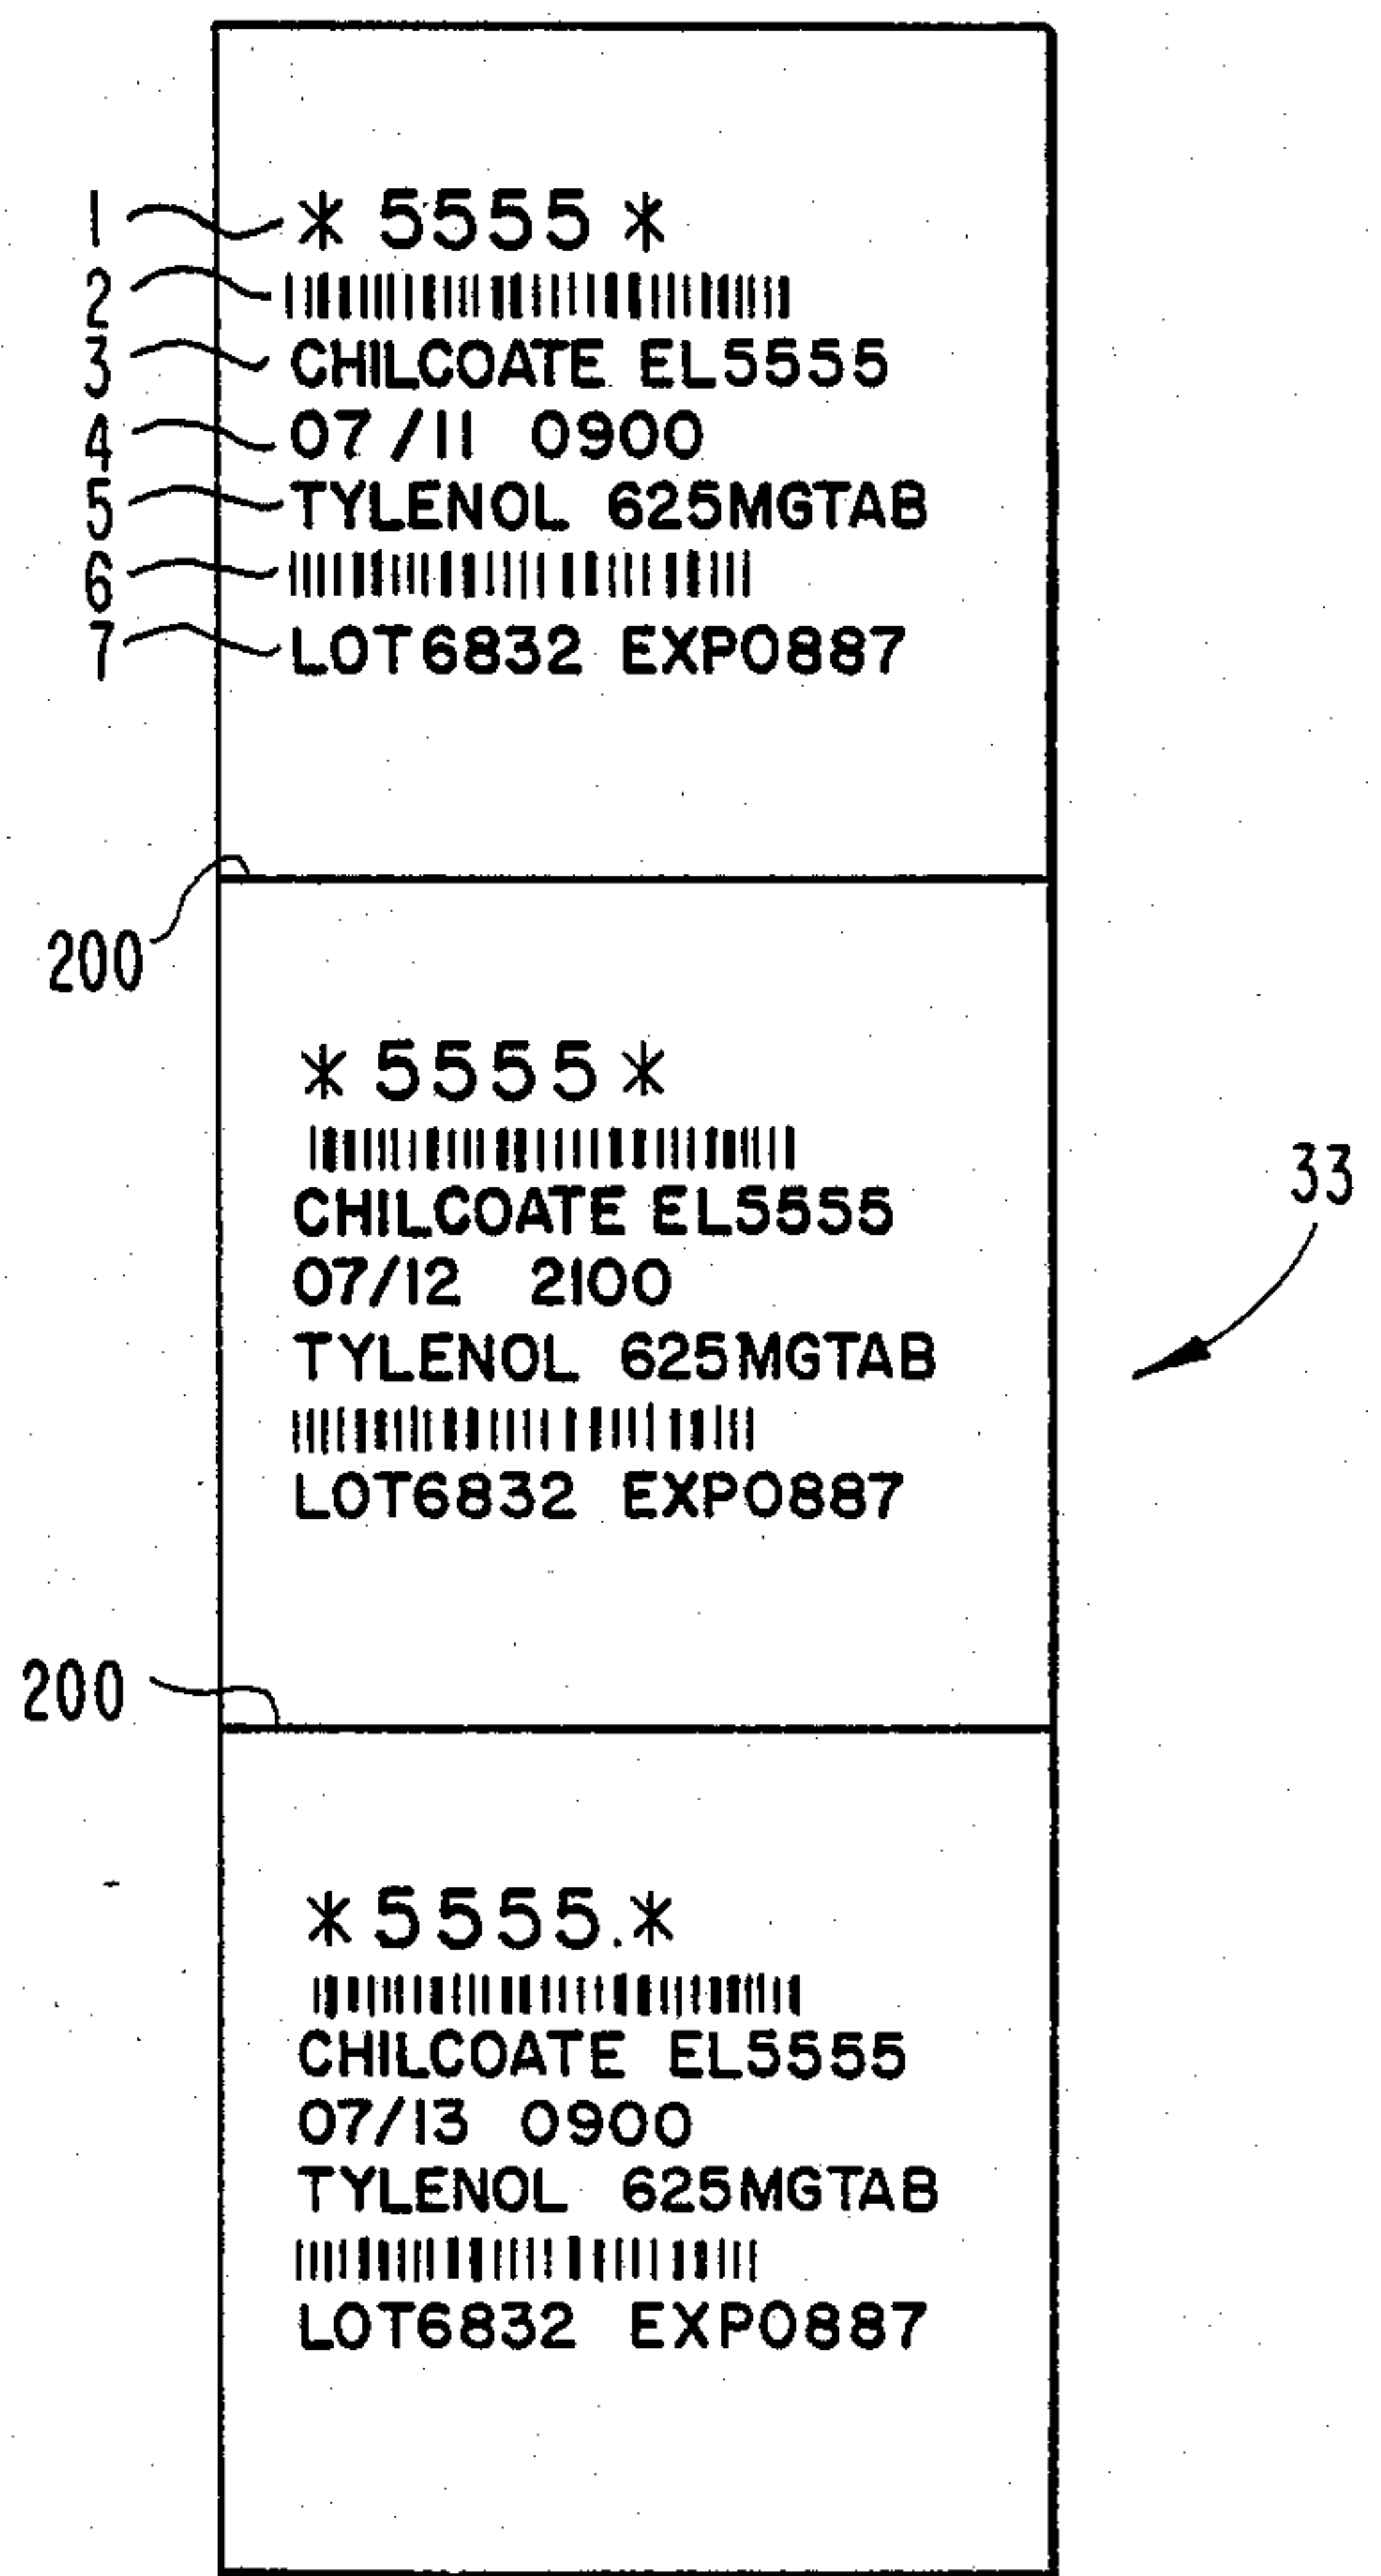 1 * 5555 *
2
3 CHILCOATE EL5555
4 07/11 0900
5 TYLENOL 625MGTAB
6
7 LOT6832 EXP0887
200
* 5555 *
CHILCOATE EL5555
07/12 2100
TYLENOL 625MGTAB
LOT6832 EXP0887
33
200
* 5555 *
CHILCOATE EL5555
07/13 0900
TYLENOL 625MGTAB
LOT6832 EXP0887